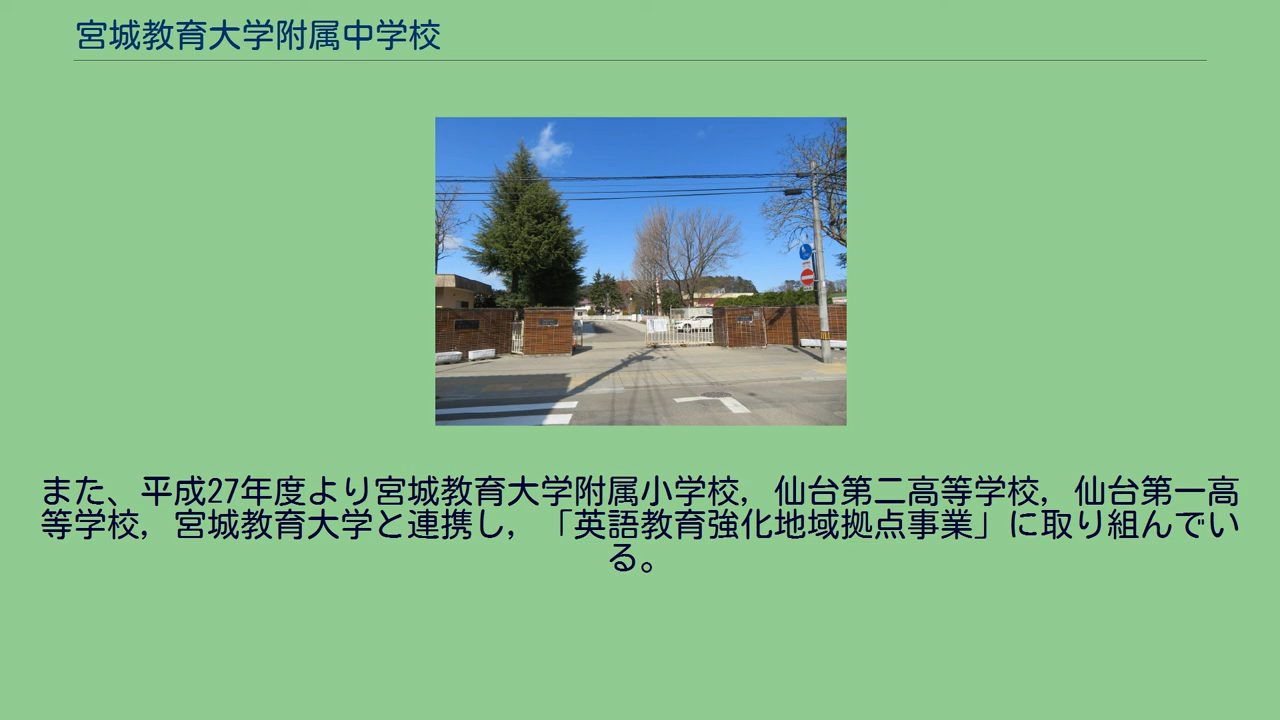 宮城教育大学附属中学校
また、平成27年度より宮城教育大学附属小学校，仙台第二高等学校，仙台第一高
等学校，宮城教育大学と連携し，「英語教育強化地域拠点事業」に取り組んでい
る。